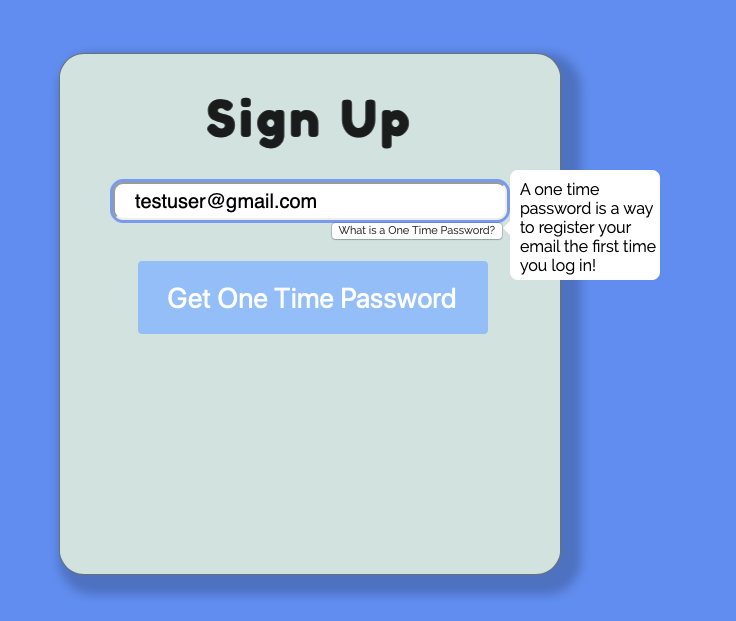 Sign Up
testuser@gmail.com
What is a One Time Password?
A one time
password is a way
to register your
email the first time
you log in!
Get One Time Password